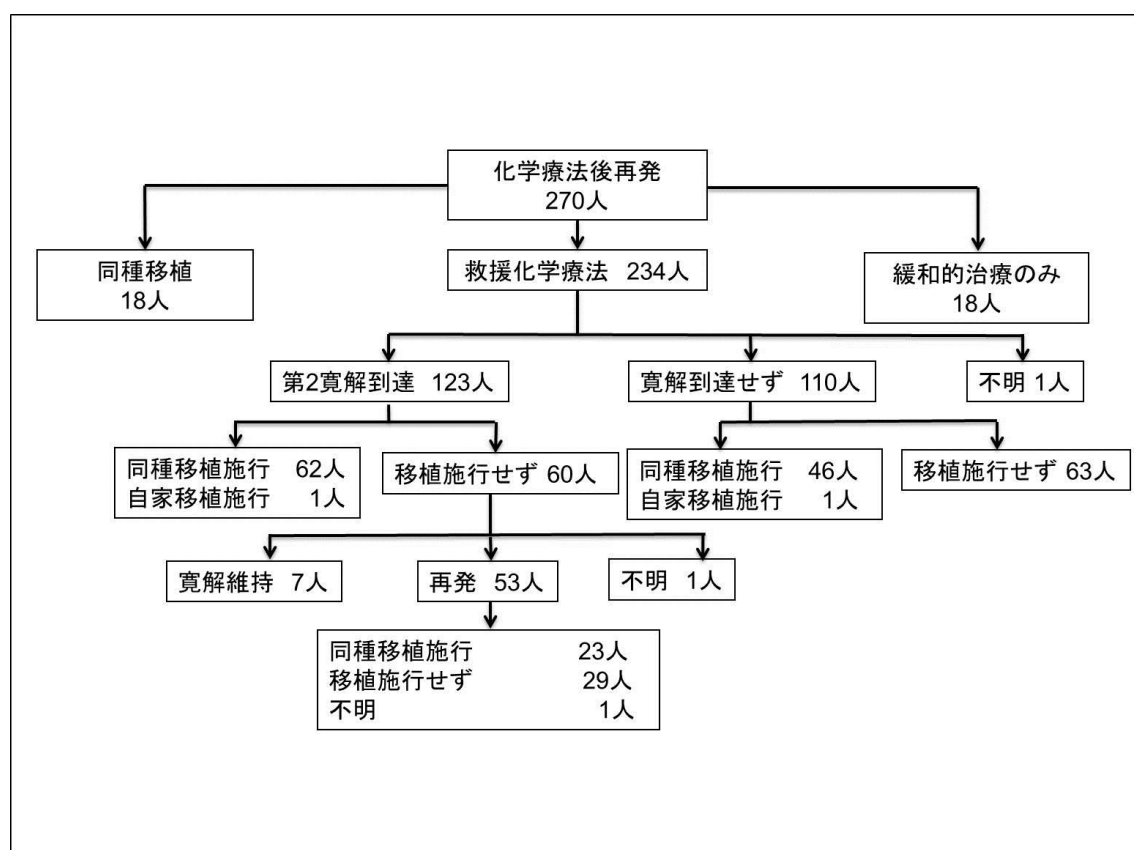 化学療法後再発
270人
同種移植
18人
救援化学療法 234人
緩和的治療のみ
18人
第2寛解到達 123人
寛解到達せず 110人
不明 1人
同種移植施行 62人
自家移植施行 1人
移植施行せず 60人
同種移植施行 46人
自家移植施行 1人
移植施行せず 63人
寛解維持 7人
再発 53人
不明 1人
同種移植施行 23人
移植施行せず 29人
不明 1人